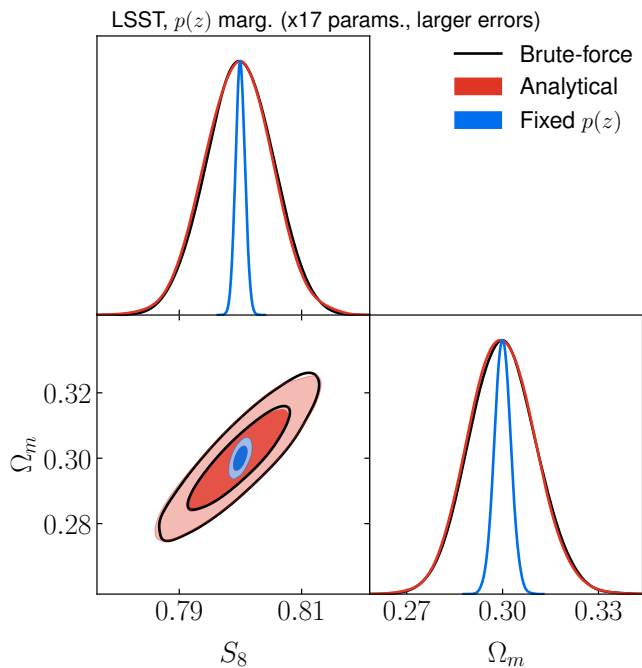 LSST, p(z) marg. (x17 params., larger errors)
Brute-force
Analytical
Fixed p(z)
0.32
0.30
0.28
Ω_m
0.79 0.81
S_8
0.27 0.30 0.33
Ω_m